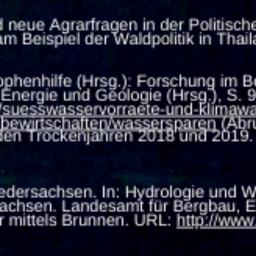 d neue Agrarfragen in der Politische
am Beispiel der Waldpolitik in Thaila
ophenhilfe (Hrsg.): Forschung im Be
Energie und Geologie (Hrsg.), S. 9
/suesswasservorraete-und-klimawa
bewirtschaften/wassersparen (Abru
den Trockenjahren 2018 und 2019.
edersachsen. In: Hydrologie und W
achsen. Landesamt für Bergbau, E
r mittels Brunnen. URL: http://www.